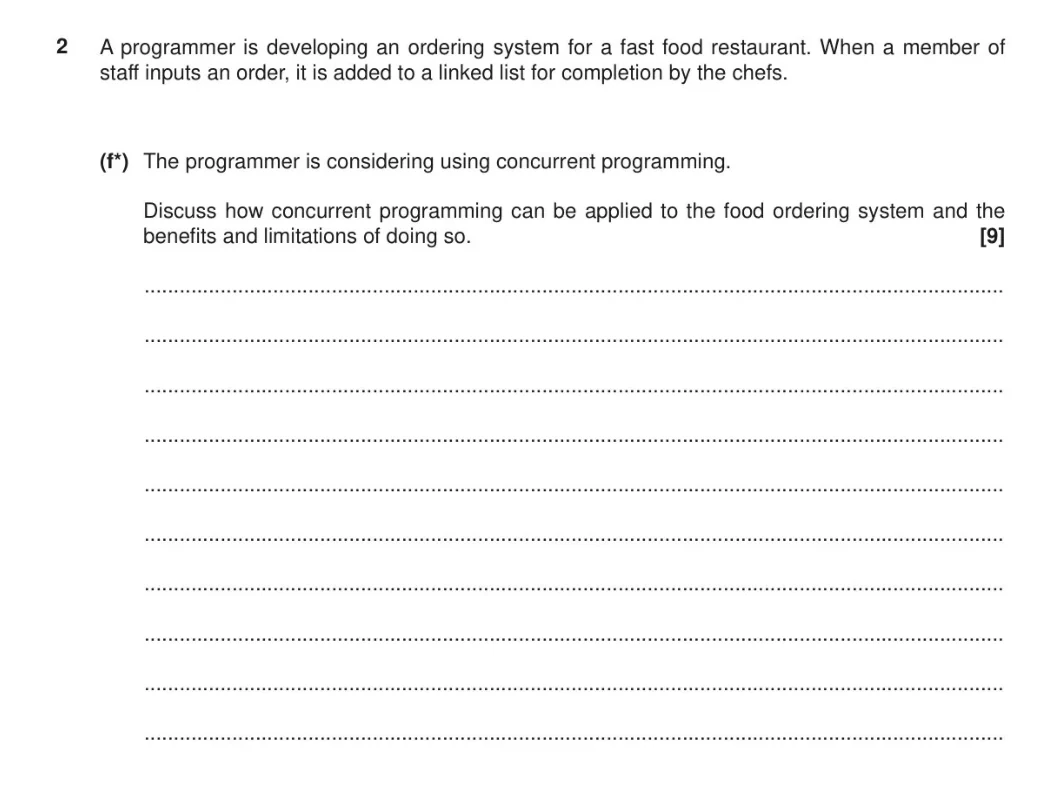 2 A programmer is developing an ordering system for a fast food restaurant. When a member of
staff inputs an order, it is added to a linked list for completion by the chefs.
(f*) The programmer is considering using concurrent programming.
Discuss how concurrent programming can be applied to the food ordering system and the
benefits and limitations of doing so. [9]